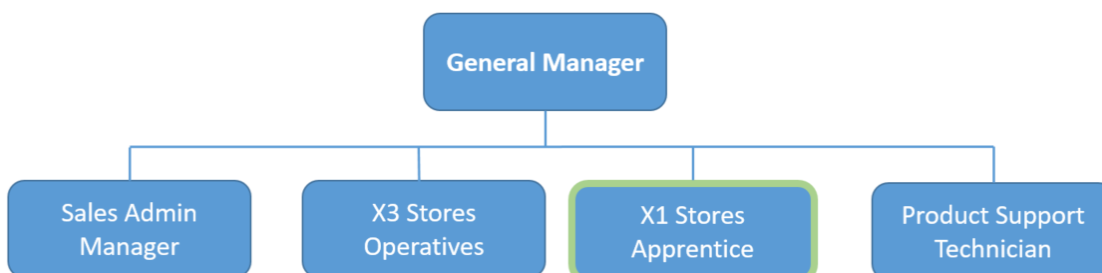 General Manager
Sales Admin
Manager
X3 Stores
Operatives
X1 Stores
Apprentice
Product Support
Technician